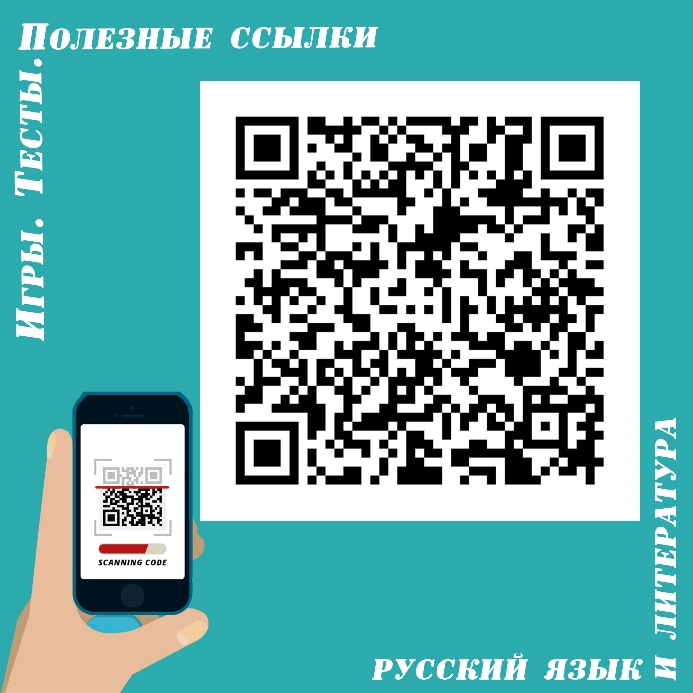 Полезные ссылки
Игры. Тесты.
SCANNING CODE
русский язык
и литература